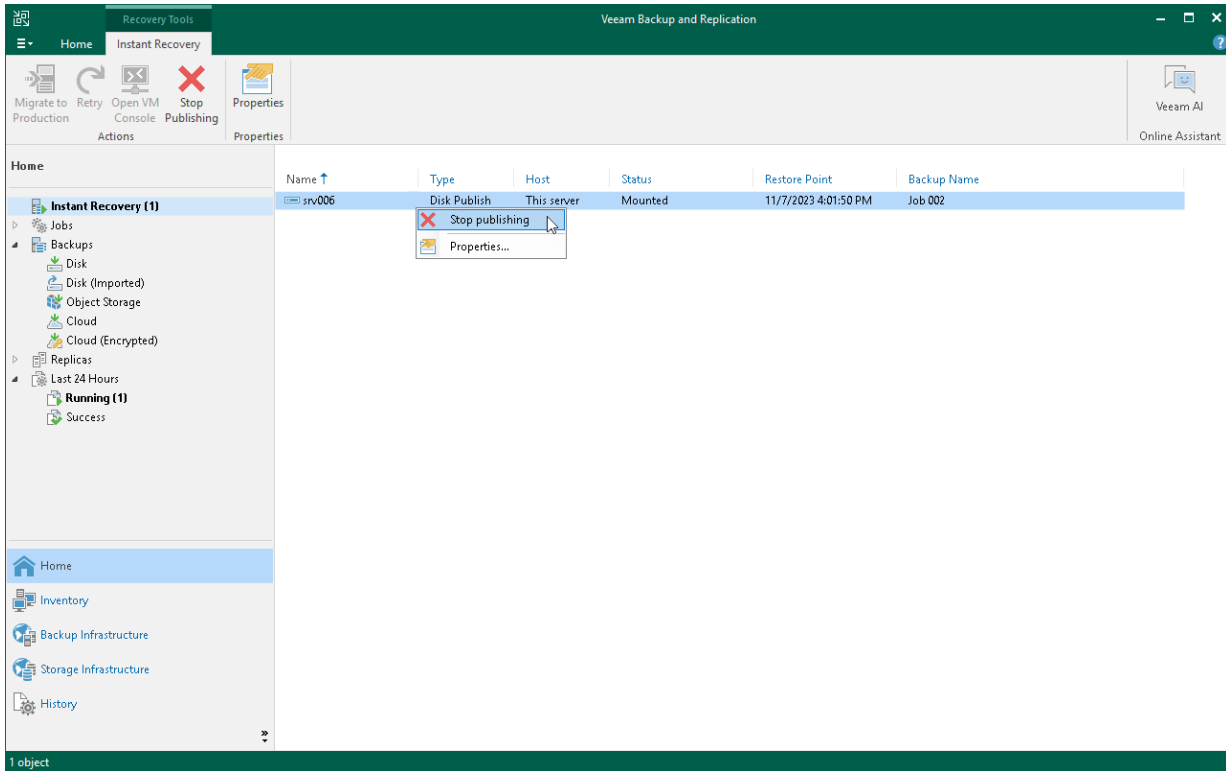 Recovery Tools
Veeam Backup and Replication
Home Instant Recovery
Migrate to Production
Retry
Open VM Console
Stop Publishing
Properties
Veeam AI
Actions
Properties
Online Assistant
Home
Instant Recovery (1)
Jobs
Backups
Disk
Disk (Imported)
Object Storage
Cloud
Cloud (Encrypted)
Replicas
Last 24 Hours
Running (1)
Success
Home
Inventory
Backup Infrastructure
Storage Infrastructure
History
Name Type Host Status Restore Point Backup Name
srv006 Disk Publish This server Mounted 11/7/2023 4:01:50 PM Job 002
Stop publishing
Properties...
1 object